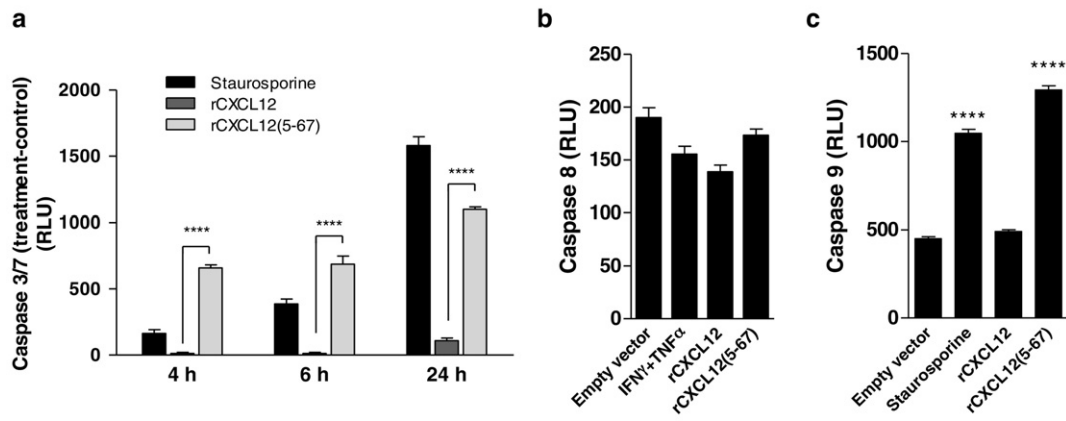 a
Caspase 3/7 (treatment-control)
(RLU)
2000
1500
1000
500
0
Staurosporine
rCXCL12
rCXCL12(5-67)
****
****
****
4 h
6 h
24 h
b
Caspase 8 (RLU)
250
200
150
100
50
0
Empty vector
IFNγ+TNFα
rCXCL12
rCXCL12(5-67)
c
Caspase 9 (RLU)
1500
1000
500
0
****
****
Empty vector
Staurosporine
rCXCL12
rCXCL12(5-67)